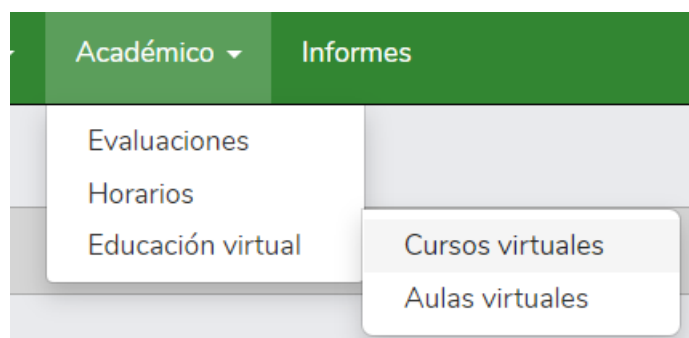 Académico Informes
Evaluaciones
Horarios
Educación virtual Cursos virtuales
Aulas virtuales